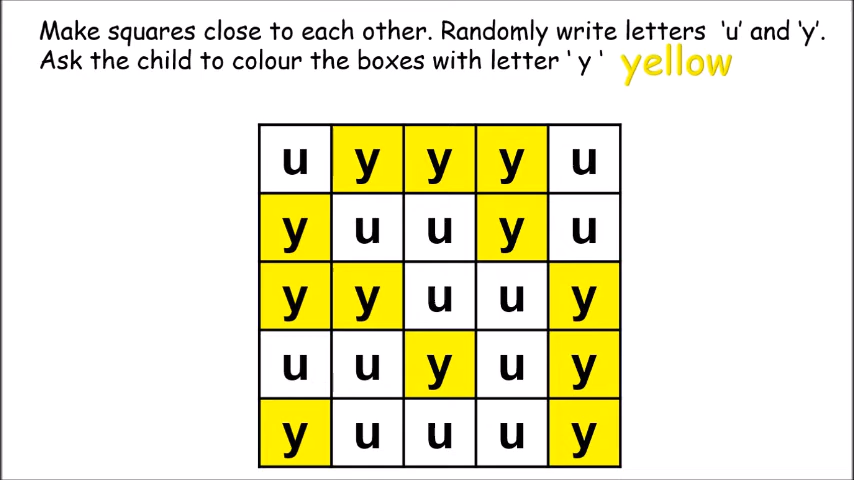 Make squares close to each other. Randomly write letters ‘u’ and ‘y’.
Ask the child to colour the boxes with letter ‘ y ‘ yellow
u y y y u
y u u y u
y y u u y
u u y u y
y u u u y